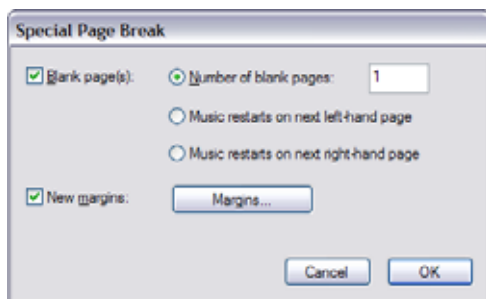 Special Page Break
Blank page(s): Number of blank pages: 1
Music restarts on next left-hand page
Music restarts on next right-hand page
New margins: Margins...
Cancel OK